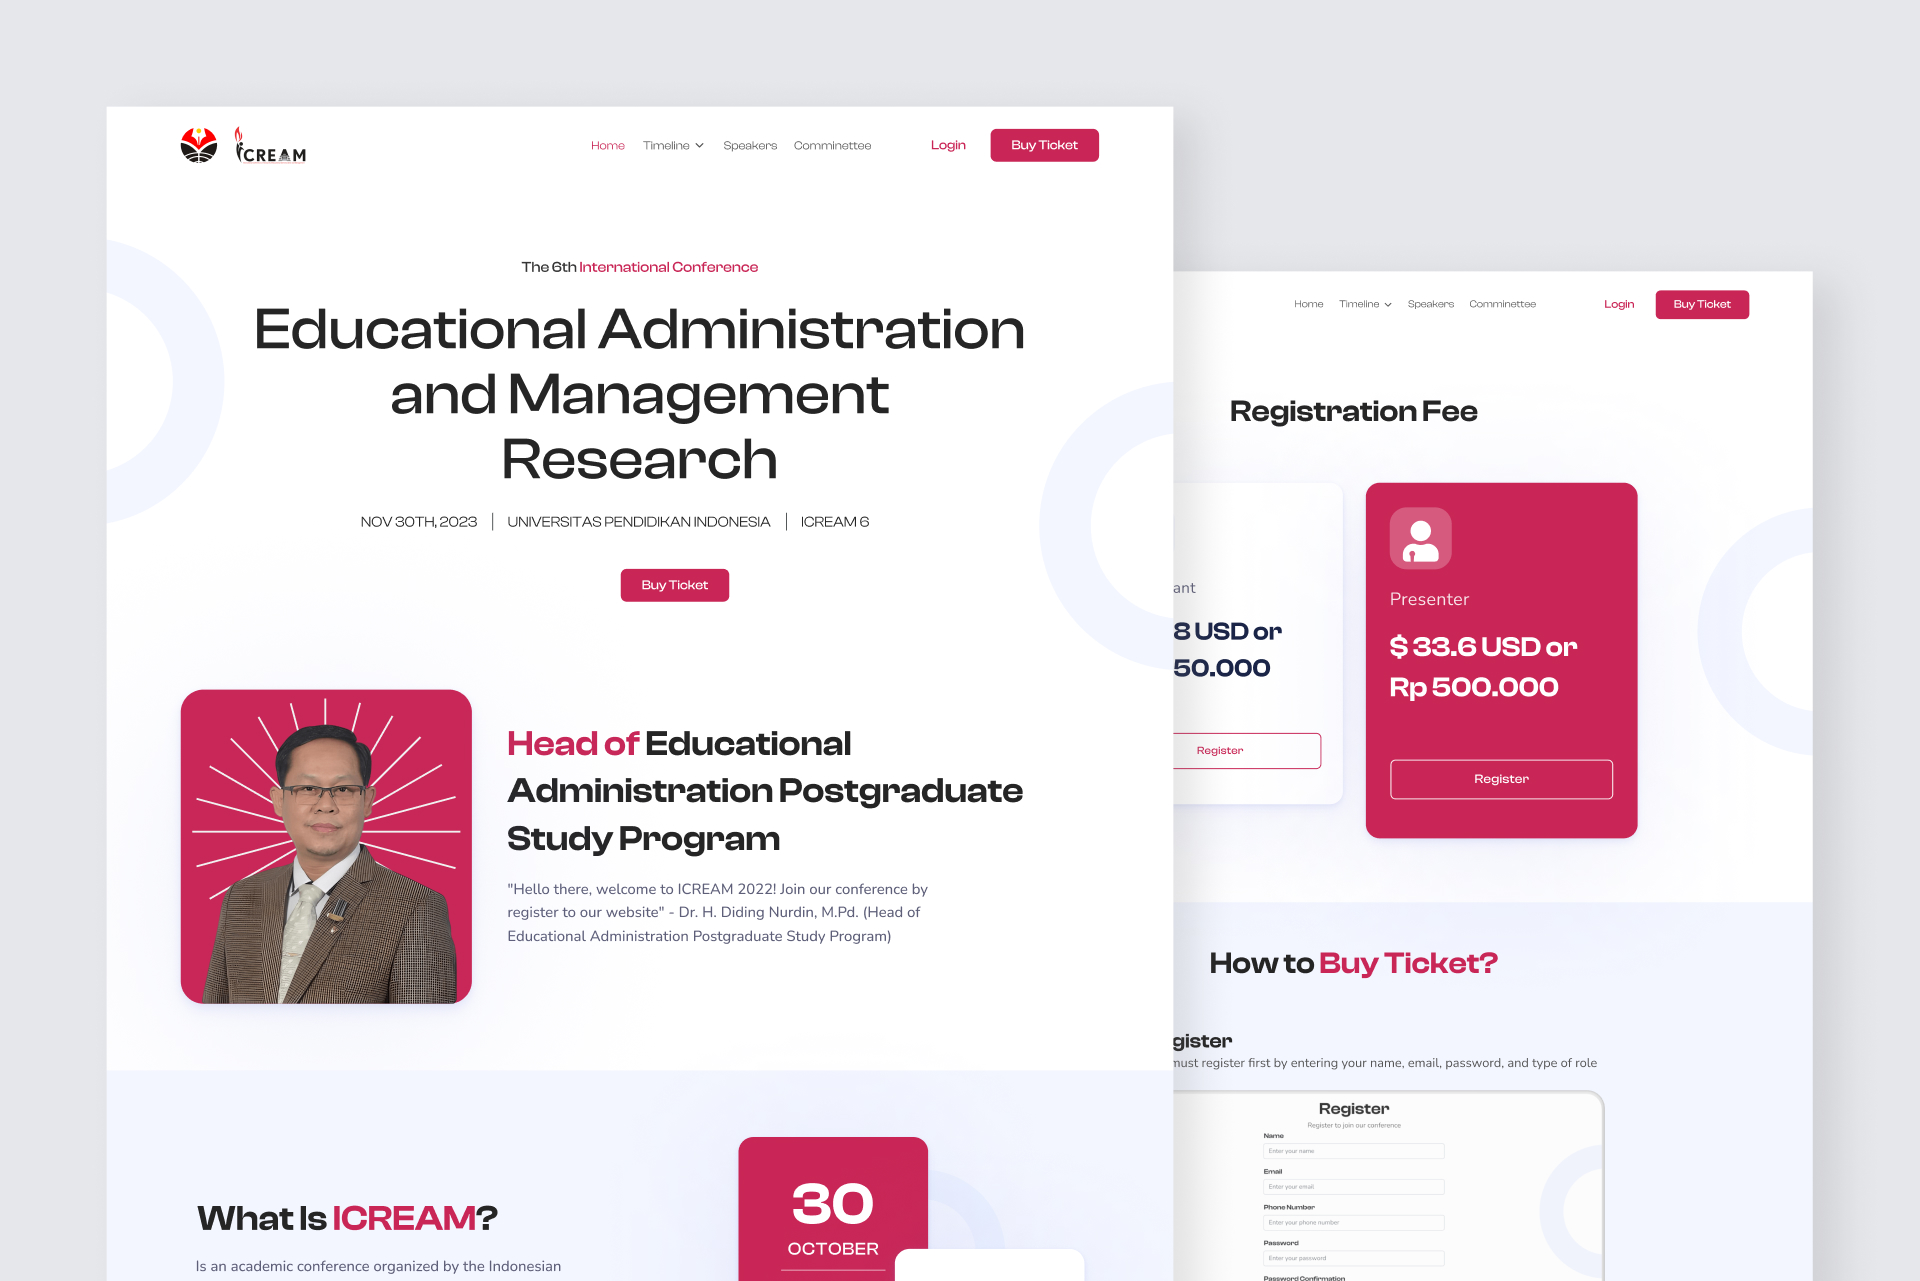 ICREAM
Home
Timeline
Speakers
Comminettee
Login
Buy Ticket
The 6th International Conference
Educational Administration
and Management
Research
NOV 30TH, 2023 | UNIVERSITAS PENDIDIKAN INDONESIA | ICREAM 6
Buy Ticket
Head of Educational
Administration Postgraduate
Study Program
"Hello there, welcome to ICREAM 2022! Join our conference by
register to our website" - Dr. H. Diding Nurdin, M.Pd. (Head of
Educational Administration Postgraduate Study Program)
What Is ICREAM?
Is an academic conference organized by the Indonesian
30
OCTOBER
Home
Timeline
Speakers
Comminettee
Login
Buy Ticket
Registration Fee
ant
8 USD or
50.000
Register
Presenter
$ 33.6 USD or
Rp 500.000
Register
How to Buy Ticket?
gister
must register first by entering your name, email, password, and type of role
Register
Register to join our conference
Name
Enter your name
Email
Enter your email
Phone Number
Enter your phone number
Password
Enter your password
Password Confirmation